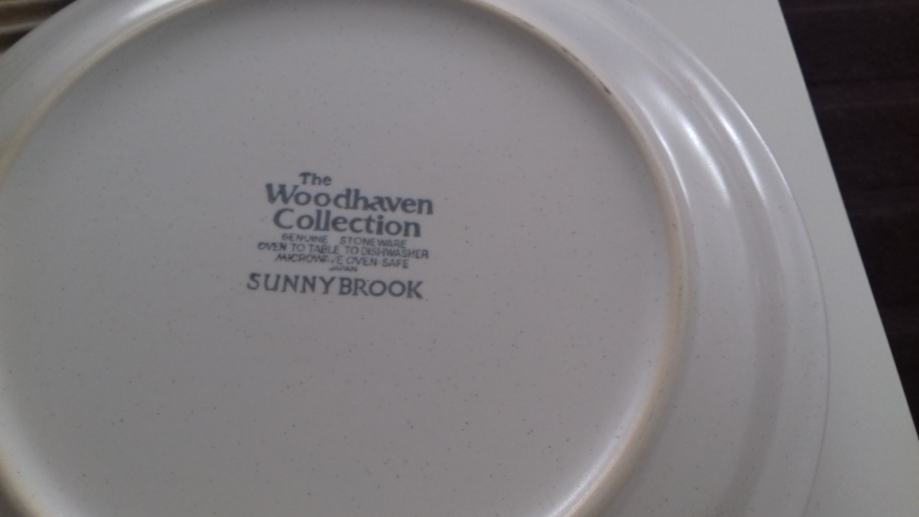 The
Woodhaven
Collection
GENUINE STONEWARE
OVEN TO TABLE TO DISHWASHER
MICROWAVE OVEN SAFE
JAPAN
SUNNYBROOK